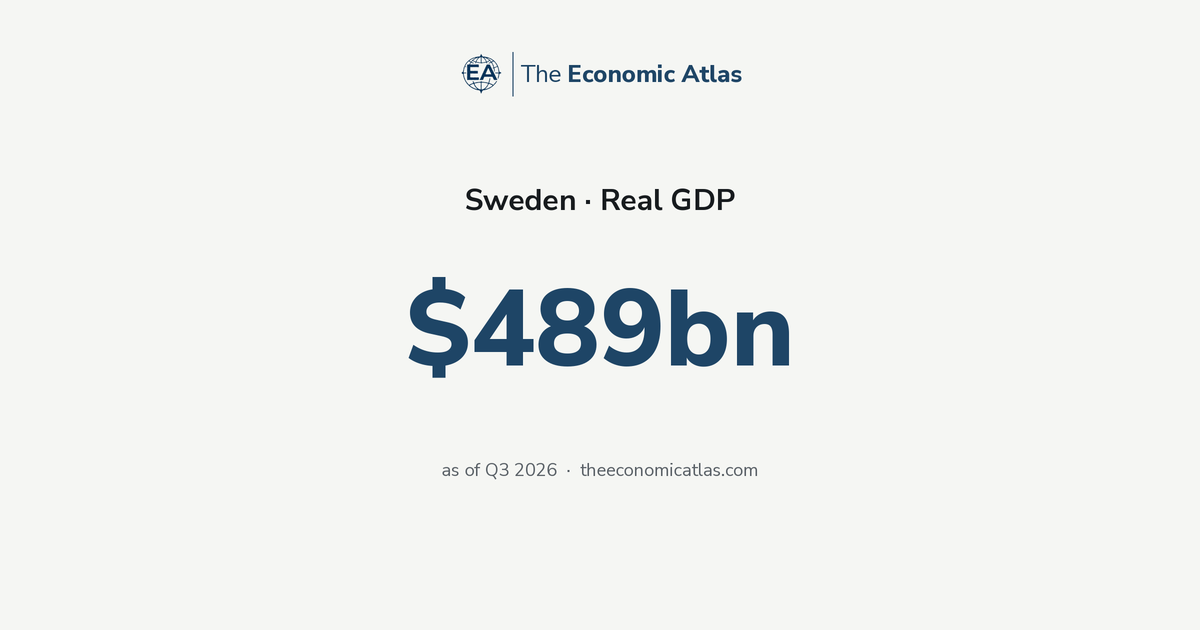 EA The Economic Atlas
Sweden · Real GDP
$489bn
as of Q3 2026 · theeconomicatlas.com